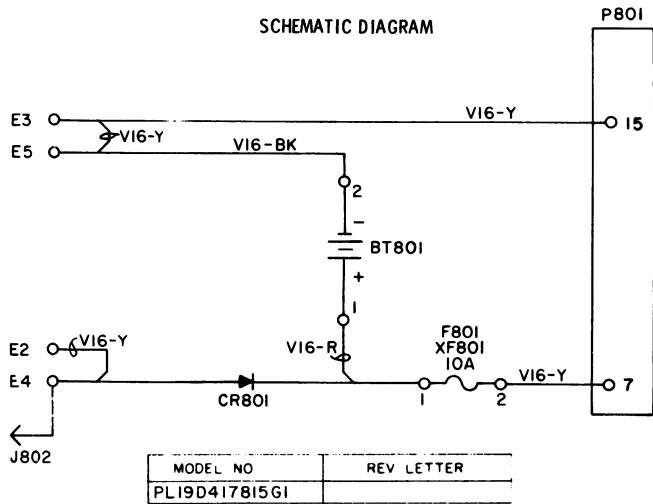 SCHEMATIC DIAGRAM
P801
E3
V16-Y
15
V16-Y
E5
V16-BK
2
-
BT801
+
1
E2
V16-Y
V16-R
F801
XF801
10A
V16-Y
E4
CR801
1
2
7
J802
MODEL NO
REV LETTER
PL19D417815G1